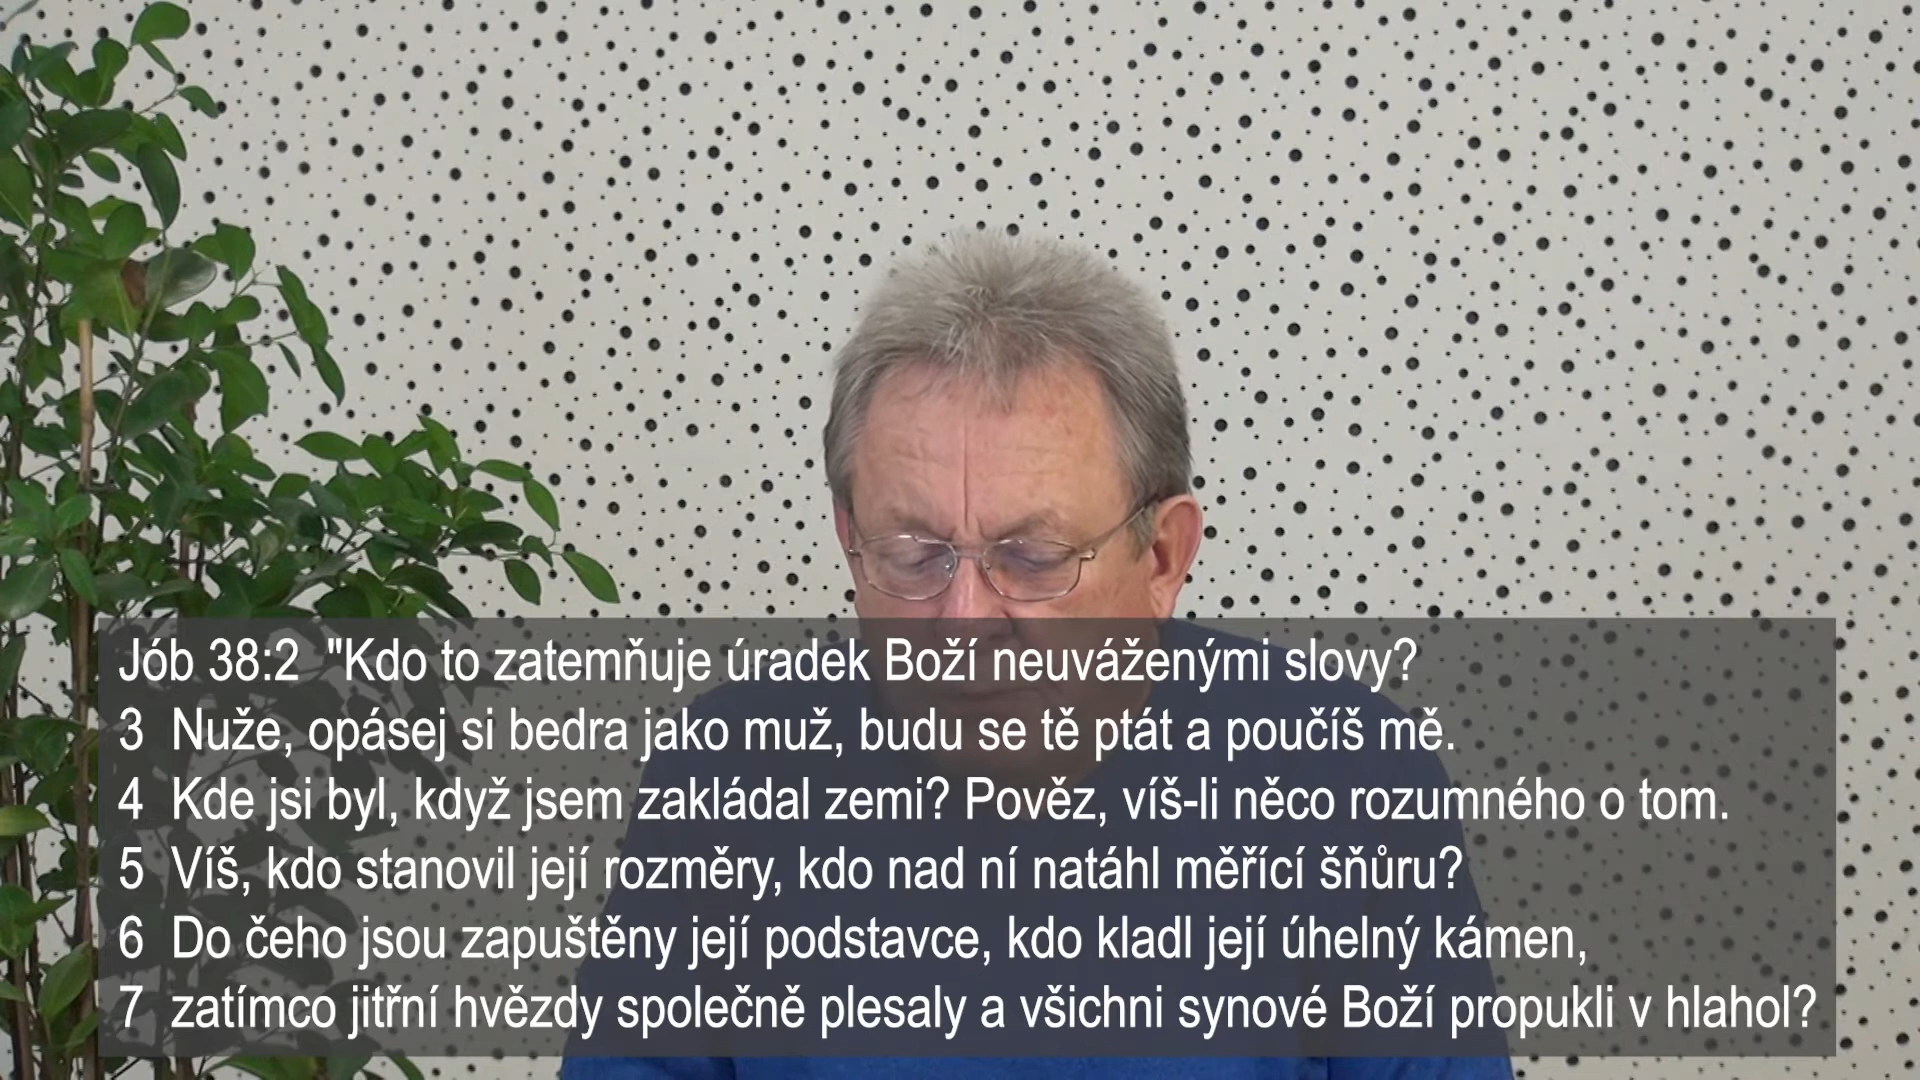 Jób 38:2 "Kdo to zatemňuje úradek Boží neuváženými slovy?
3 Nuže, opásej si bedra jako muž, budu se tě ptát a poučíš mě.
4 Kde jsi byl, když jsem zakládal zemi? Pověz, víš-li něco rozumného o tom.
5 Víš, kdo stanovil její rozměry, kdo nad ní natáhl měřící šňůru?
6 Do čeho jsou zapuštěny její podstavce, kdo kladl její úhelný kámen,
7 zatímco jitřní hvězdy společně plesaly a všichni synové Boží propukli v hlahol?